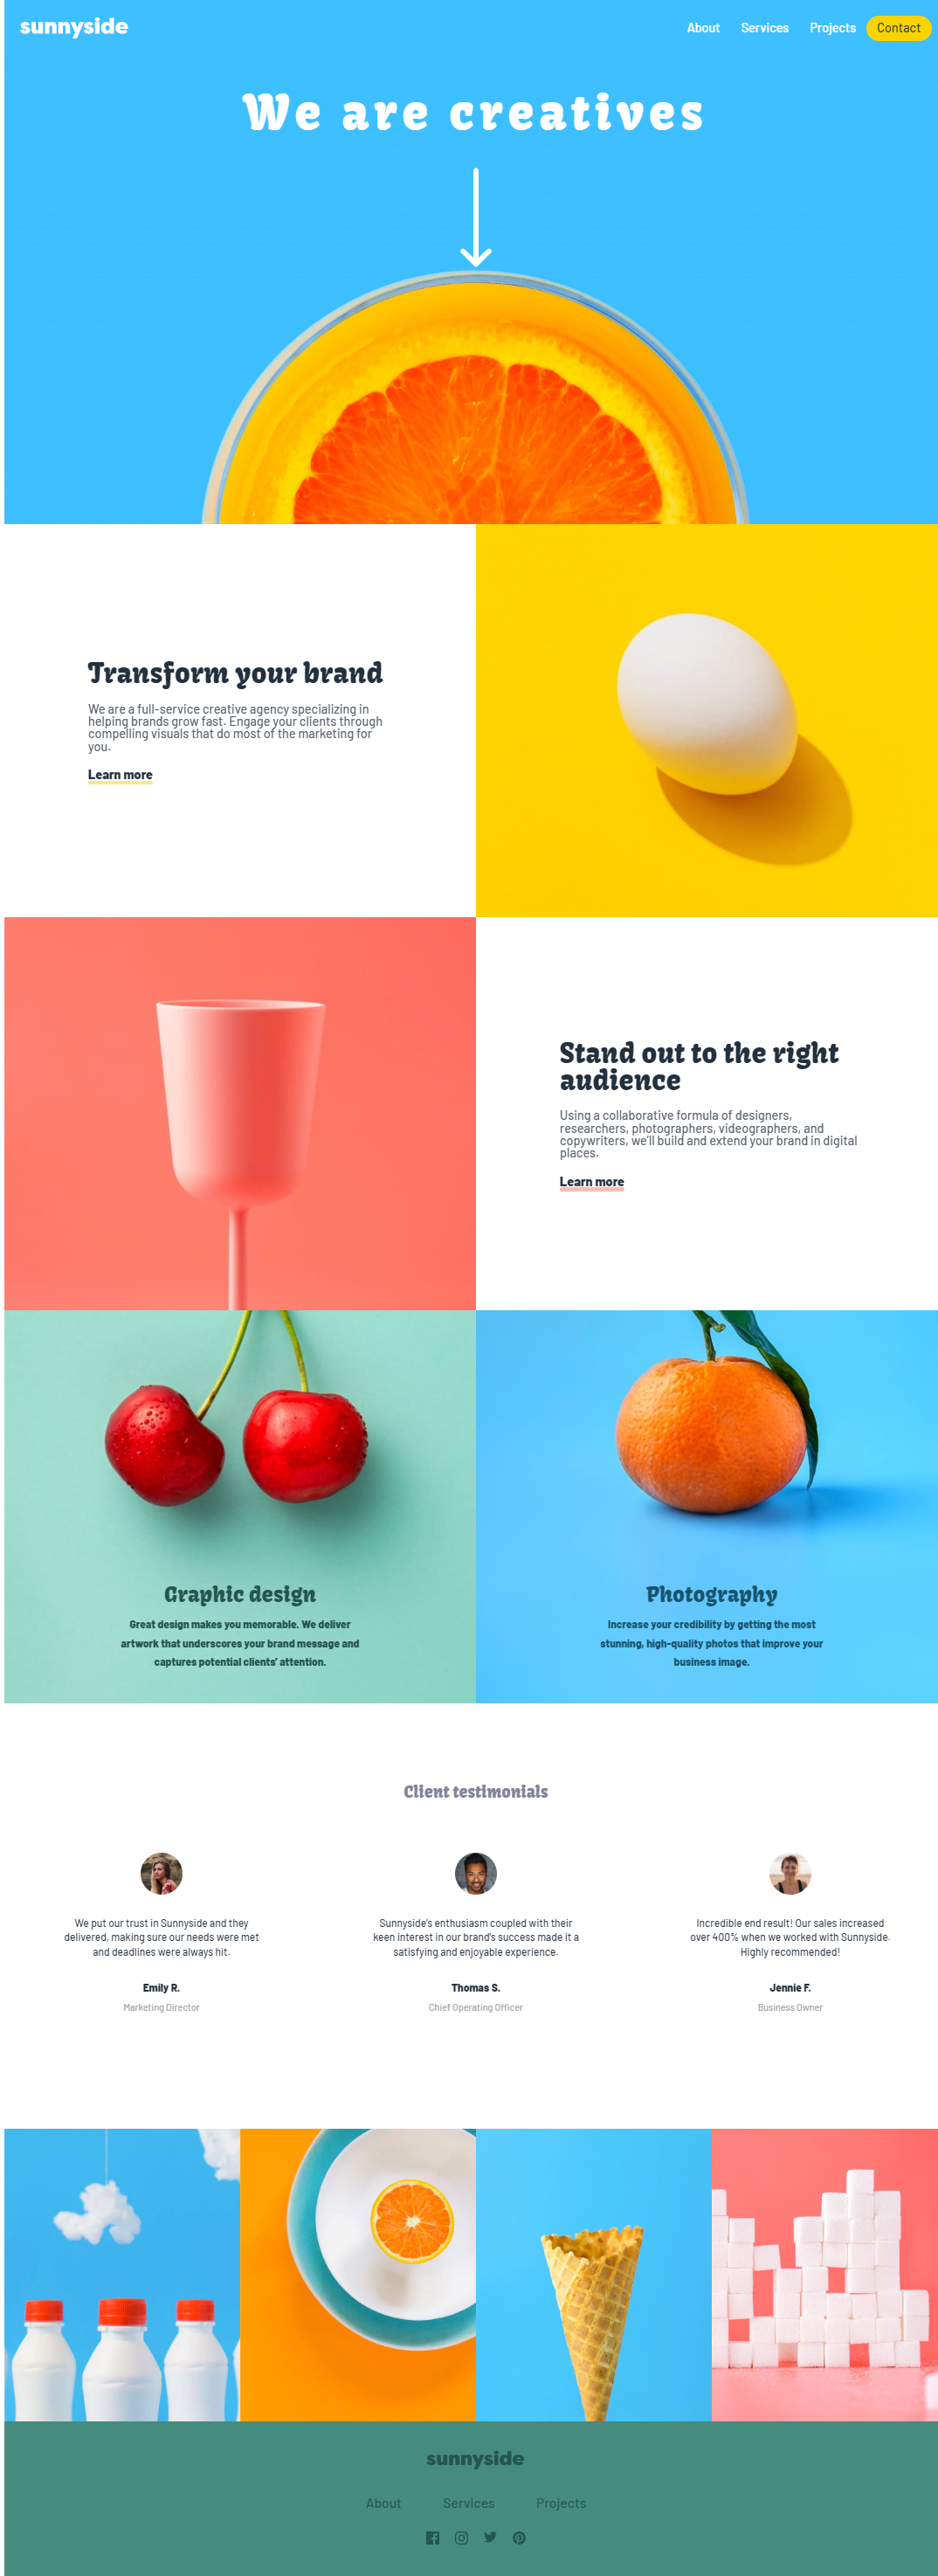 sunnyside
About Services Projects Contact
We are creatives
Transform your brand
We are a full-service creative agency specializing in
helping brands grow fast. Engage your clients through
compelling visuals that do most of the marketing for
you.
Learn more
Stand out to the right
audience
Using a collaborative formula of designers,
researchers, photographers, videographers, and
copywriters, we’ll build and extend your brand in digital
places.
Learn more
Graphic design
Great design makes you memorable. We deliver
artwork that underscores your brand message and
captures potential clients’ attention.
Photography
Increase your credibility by getting the most
stunning, high-quality photos that improve your
business image.
Client testimonials
We put our trust in Sunnyside and they
delivered, making sure our needs were met
and deadlines were always hit.
Emily R.
Marketing Director
Sunnyside’s enthusiasm coupled with their
keen interest in our brand’s success made it a
satisfying and enjoyable experience.
Thomas S.
Chief Operating Officer
Incredible end result! Our sales increased
over 400% when we worked with Sunnyside.
Highly recommended!
Jennie F.
Business Owner
sunnyside
About Services Projects